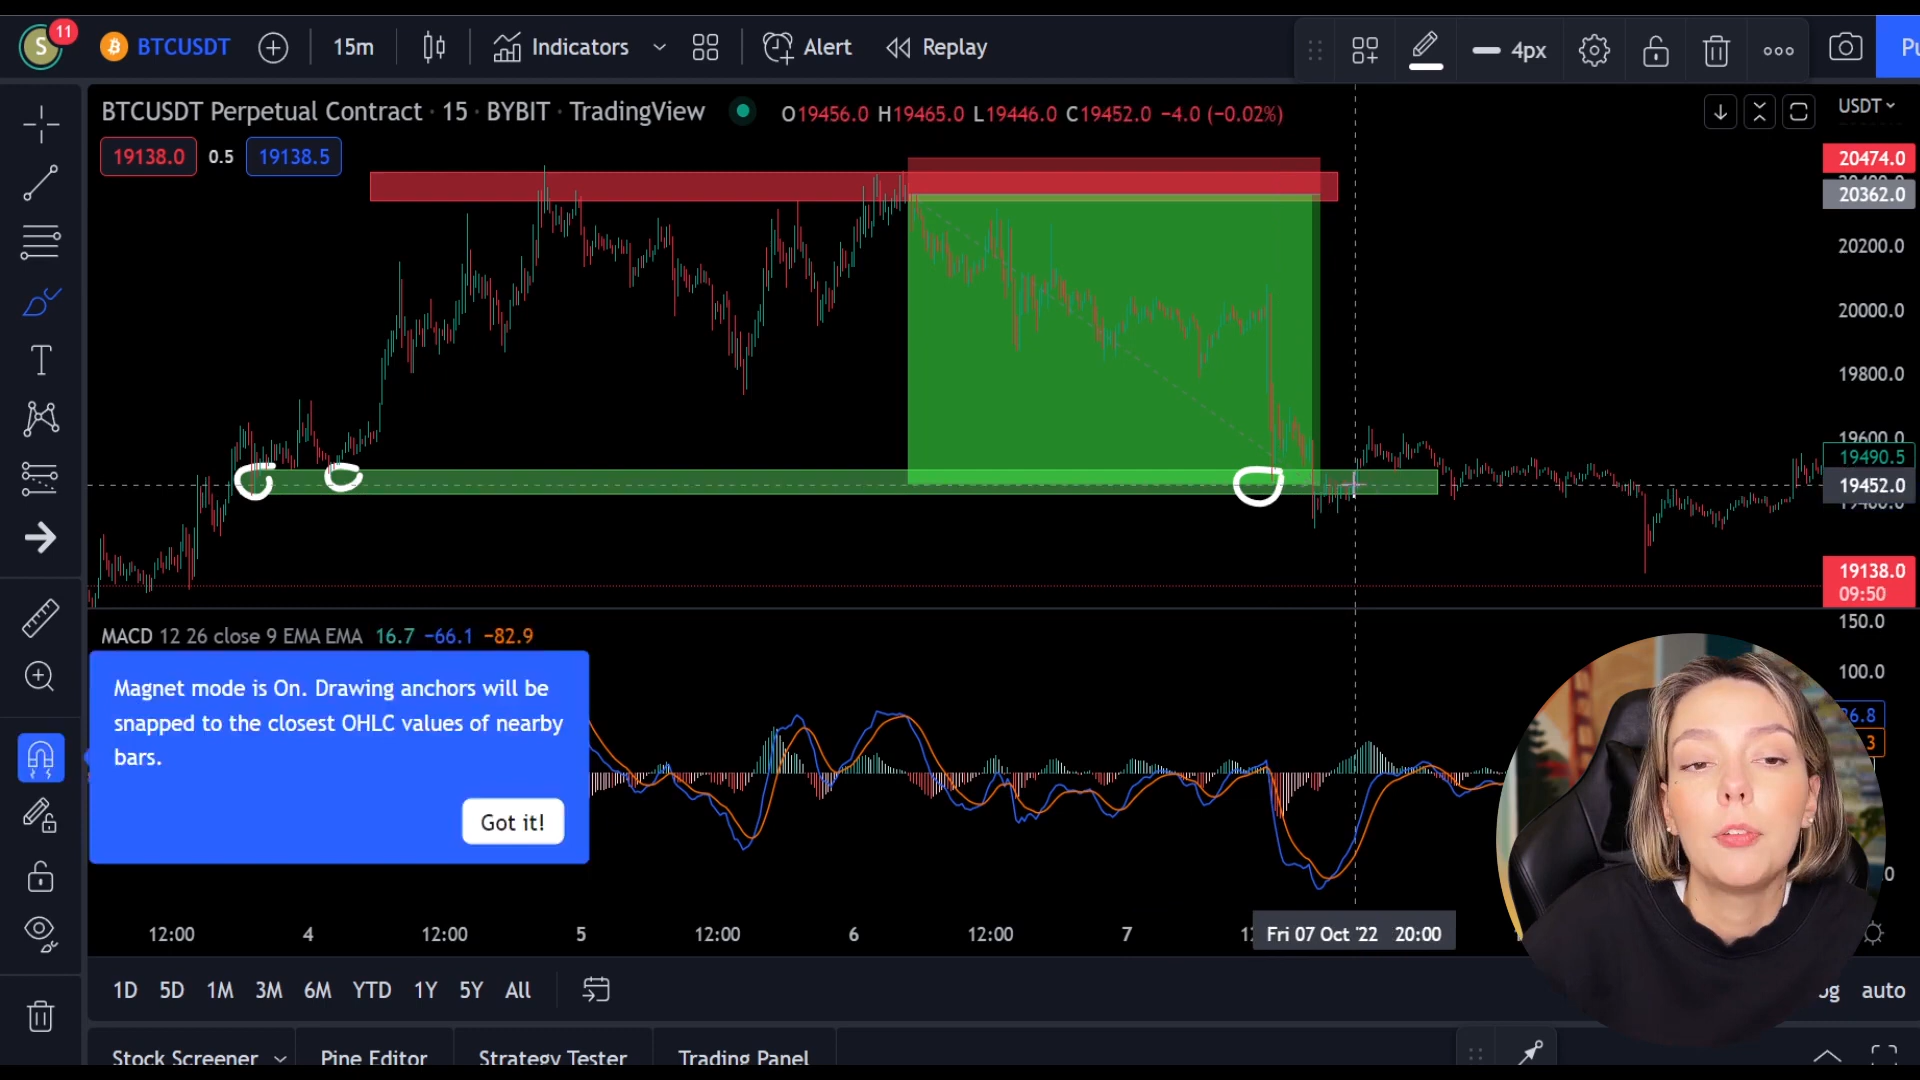 S 11 BTCUSDT 15m Indicators Alert Replay 4px Pu
BTCUSDT Perpetual Contract · 15 · BYBIT · TradingView O19456.0 H19465.0 L19446.0 C19452.0 −4.0 (−0.02%) USDT
19138.0 0.5 19138.5
20474.0
20362.0
20200.0
20000.0
19800.0
19600.0
19490.5
19452.0
19138.0
09:50
MACD 12 26 close 9 EMA EMA 16.7 −66.1 −82.9
150.0
100.0
Magnet mode is On. Drawing anchors will be
snapped to the closest OHLC values of nearby
bars.
Got it!
12:00 4 12:00 5 12:00 6 12:00 7 Fri 07 Oct '22 20:00
1D 5D 1M 3M 6M YTD 1Y 5Y All auto
Stock Screener Pine Editor Strategy Tester Trading Panel